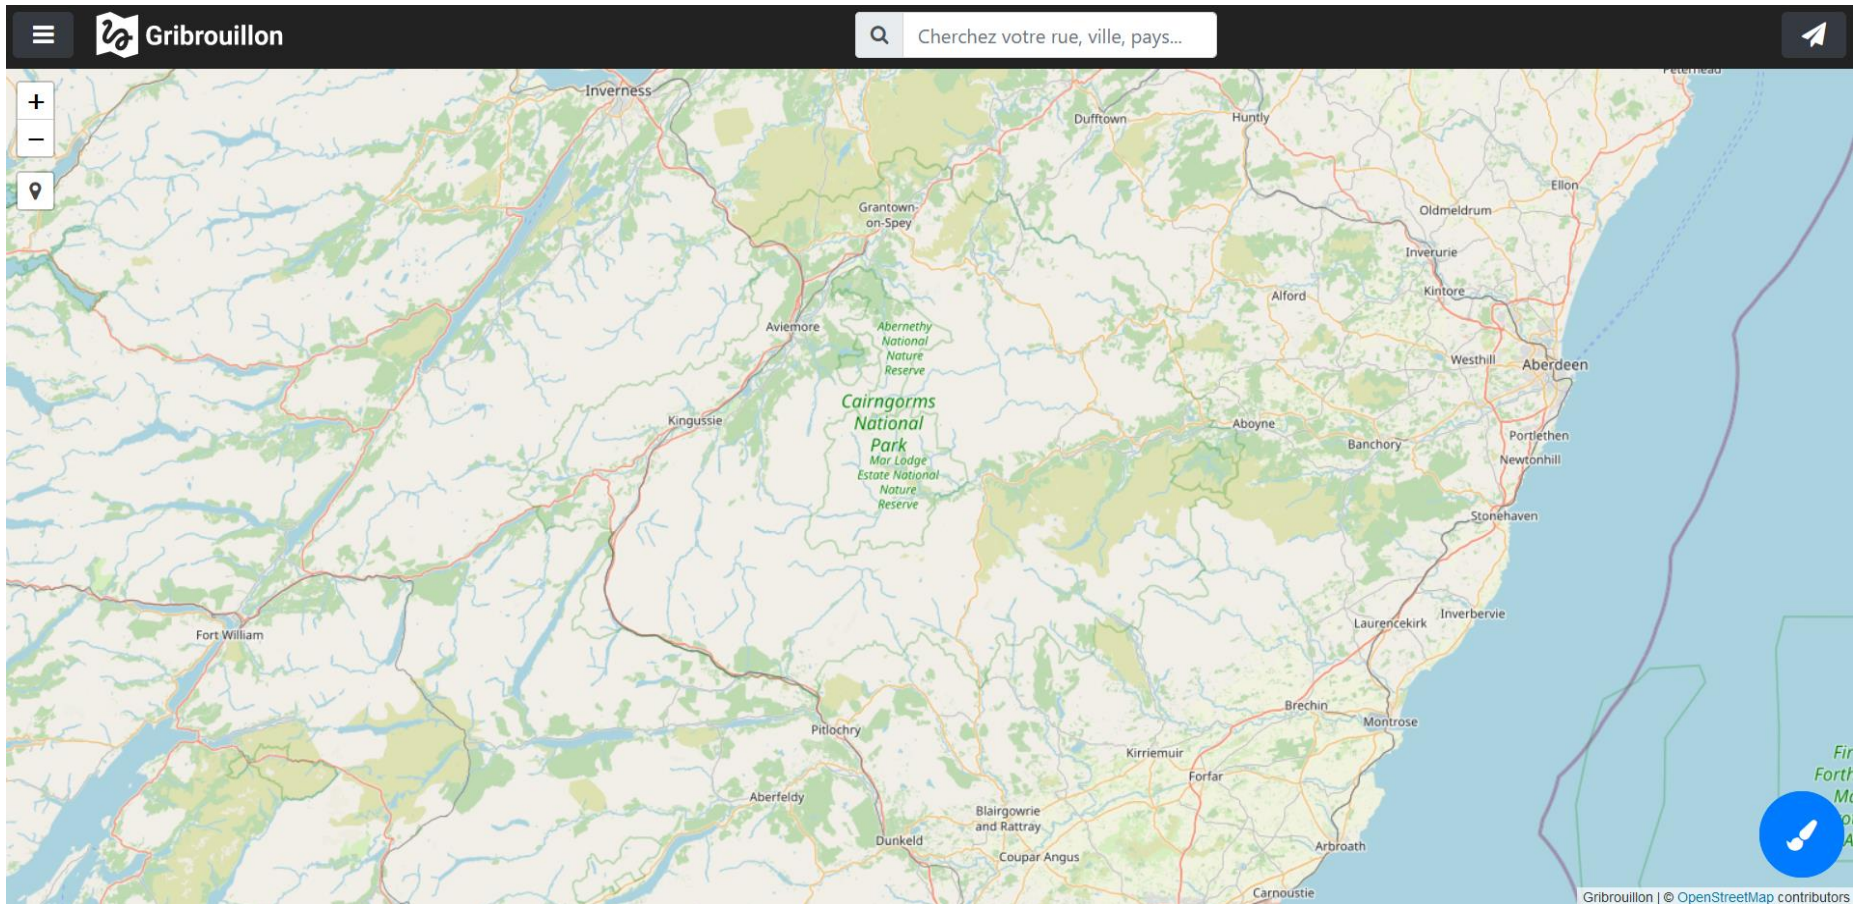 Gribrouillon
Cherchez votre rue, ville, pays...
+
−
Peterhead
Inverness
Dufftown
Huntly
Ellon
Grantown-
on-Spey
Oldmeldrum
Inverurie
Kintore
Alford
Aviemore
Abernethy
National
Nature
Reserve
Westhill
Aberdeen
Cairngorms
National
Park
Kingussie
Aboyne
Banchory
Portlethen
Mar Lodge
Estate National
Nature
Reserve
Newtonhill
Stonehaven
Inverbervie
Laurencekirk
Fort William
Brechin
Montrose
Pitlochry
Kirriemuir
Forfar
Aberfeldy
Blairgowrie
and Rattray
Dunkeld
Arbroath
Coupar Angus
Carnoustie
Gribrouillon | © OpenStreetMap contributors